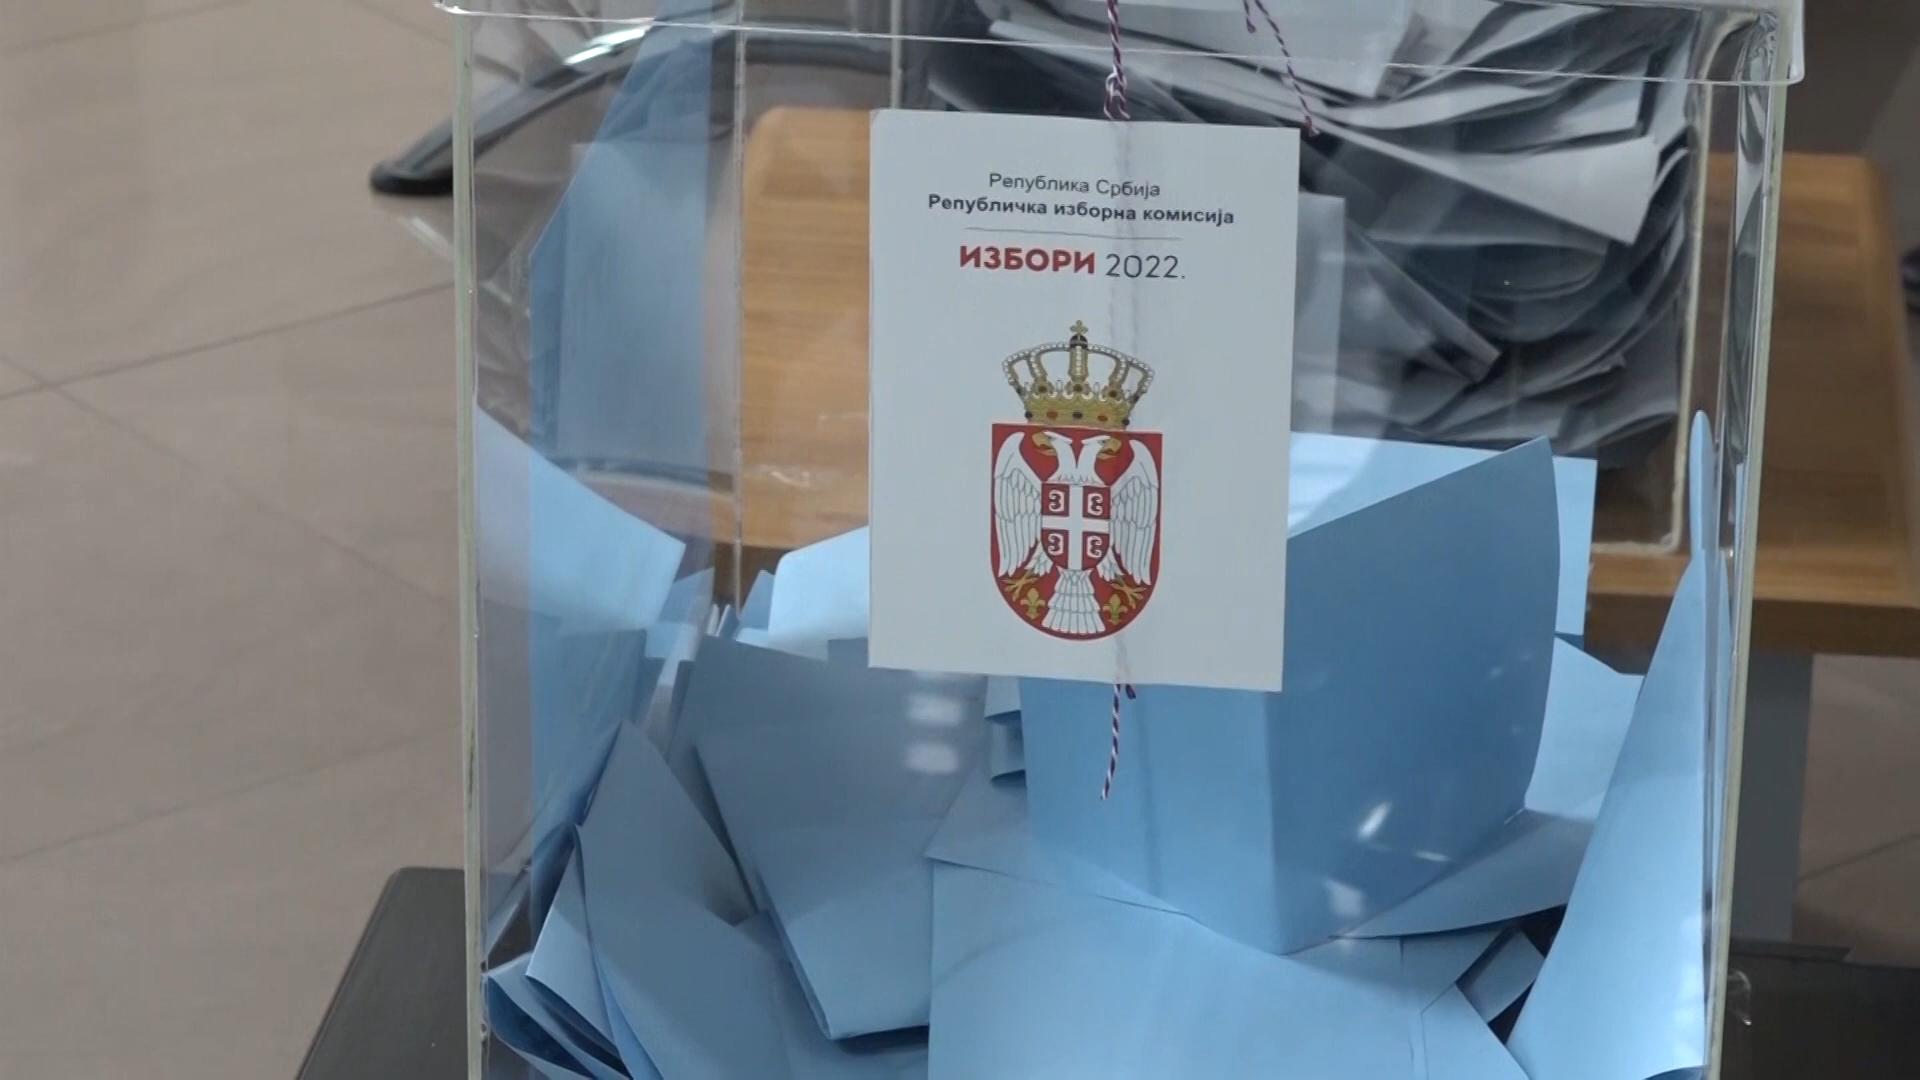 Република Србија
Републичка изборна комисија
ИЗБОРИ 2022.